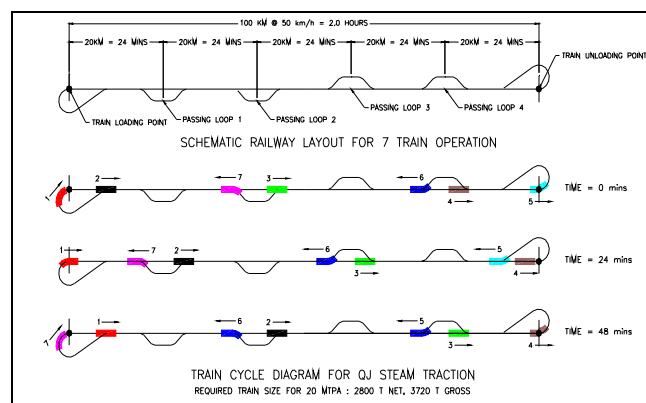 100 KM @ 50 km/h = 2.0 HOURS
20KM = 24 MINS 20KM = 24 MINS 20KM = 24 MINS 20KM = 24 MINS 20KM = 24 MINS
TRAIN UNLOADING POINT
TRAIN LOADING POINT PASSING LOOP 1 PASSING LOOP 2 PASSING LOOP 3 PASSING LOOP 4
SCHEMATIC RAILWAY LAYOUT FOR 7 TRAIN OPERATION
1 2 7 3 6 4 5 TIME = 0 mins
1 7 2 6 3 5 4 TIME = 24 mins
7 1 6 2 5 3 4 TIME = 48 mins
TRAIN CYCLE DIAGRAM FOR QJ STEAM TRACTION
REQUIRED TRAIN SIZE FOR 20 MTPA : 2800 T NET, 3720 T GROSS